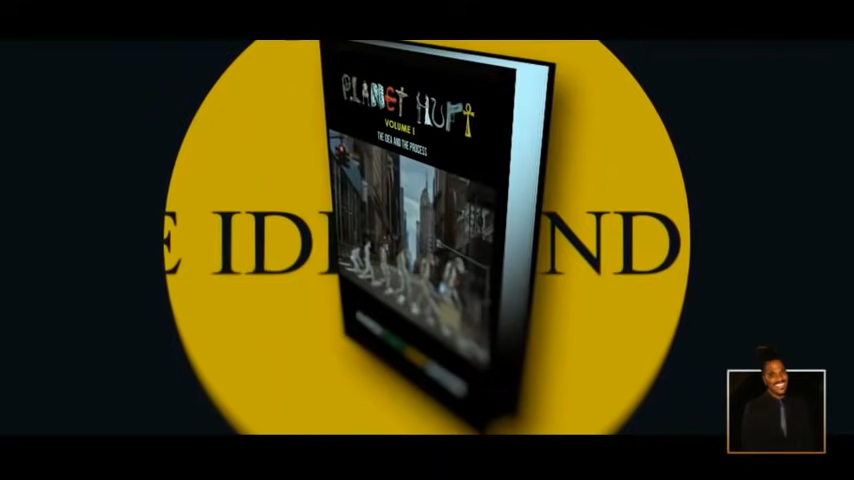 PLANET HUFT
VOLUME I
THE IDEA AND THE PROCESS
E IDE ND